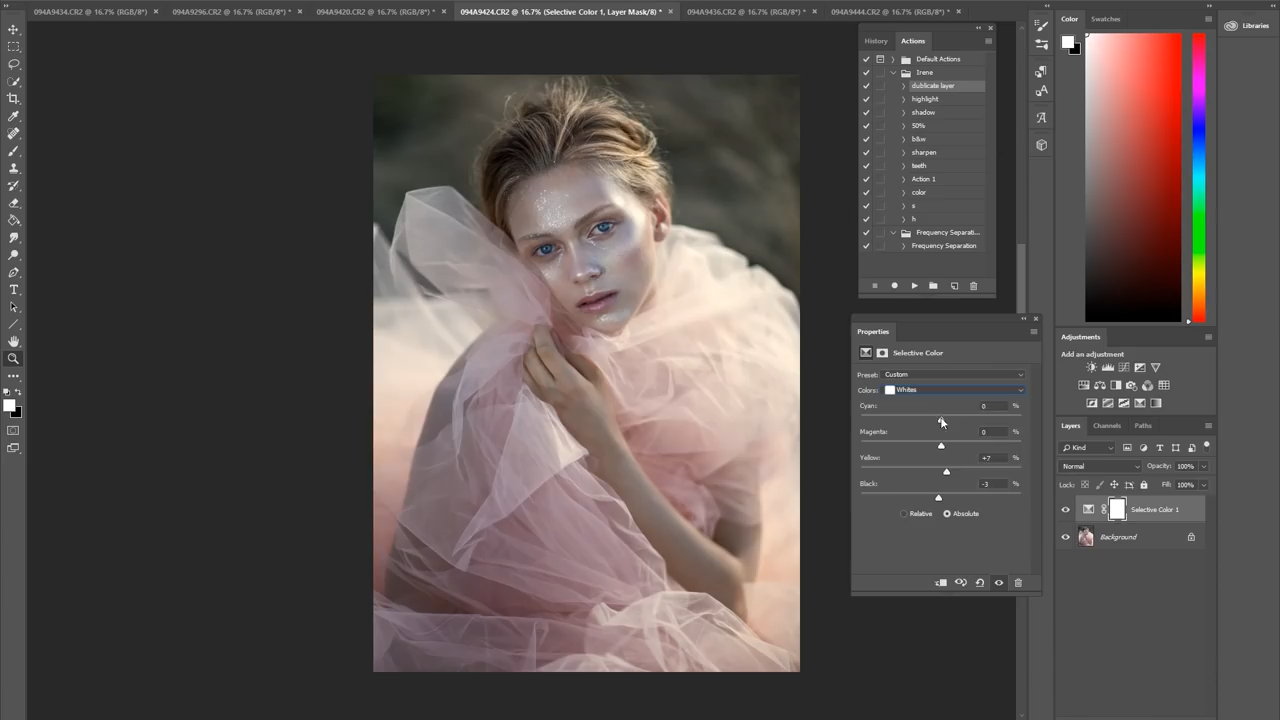 094A9434.CR2 @ 16.7% (RGB/8*) × 094A9296.CR2 @ 16.7% (RGB/8*) * × 094A9420.CR2 @ 16.7% (RGB/8*) * × 094A9424.CR2 @ 16.7% (Selective Color 1, Layer Mask/8) * × 094A9436.CR2 @ 16.7% (RGB/8*) * × 094A9444.CR2 @ 16.7% (RGB/8*) * ×
History Actions
Default Actions
Irene
dublicate layer
highlight
shadow
50%
b&w
sharpen
teeth
Action 1
color
s
h
Frequency Separati...
Frequency Separation
Properties
Selective Color
Preset: Custom
Colors: Whites
Cyan: 0 %
Magenta: 0 %
Yellow: +7 %
Black: -3 %
Relative Absolute
Color Swatches
Libraries
Adjustments
Add an adjustment
Layers Channels Paths
Kind
Normal Opacity: 100%
Lock: Fill: 100%
Selective Color 1
Background